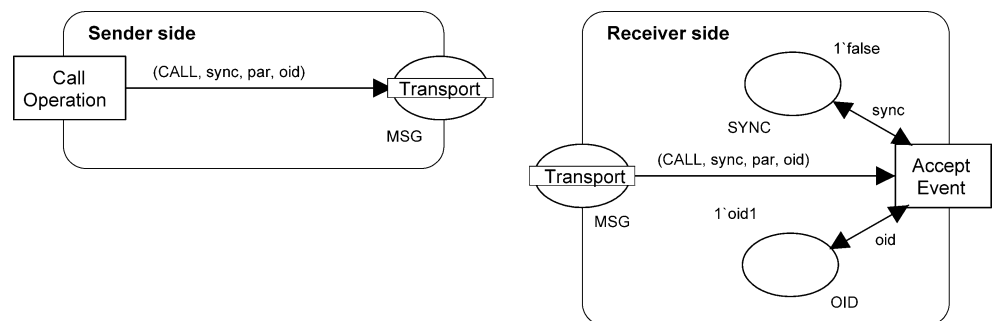 Sender side
Call
Operation
(CALL, sync, par, oid)
Transport
MSG
Receiver side
1`false
SYNC
sync
Transport
MSG
(CALL, sync, par, oid)
Accept
Event
1`oid1
oid
OID